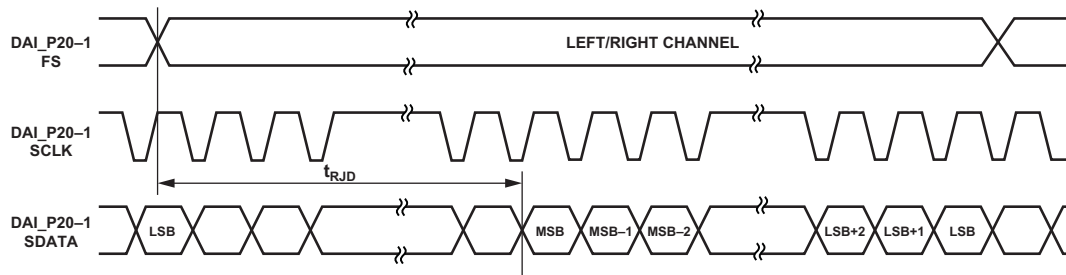 DAI_P20–1
FS
LEFT/RIGHT CHANNEL
DAI_P20–1
SCLK
tRJD
DAI_P20–1
SDATA
LSB
MSB
MSB–1
MSB–2
LSB+2
LSB+1
LSB